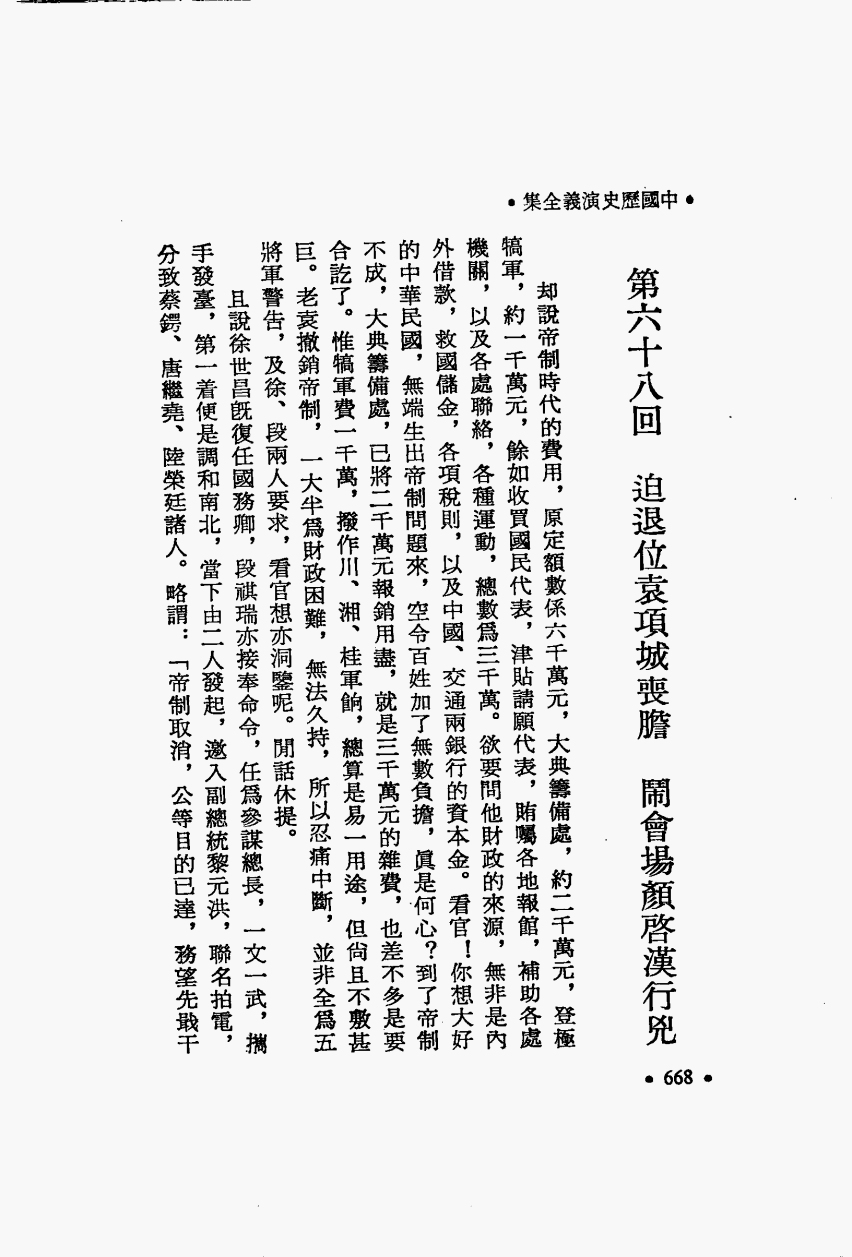 •中國歷史演義全集•
第六十八回　迫退位袁項城喪膽　鬧會場顏啓漢行兇
却說帝制時代的費用，原定額數係六千萬元，大典籌備處，約二千萬元，登極
犒軍，約一千萬元，餘如收買國民代表，津貼請願代表，賄囑各地報館，補助各處
機關，以及各處聯絡，各種運動，總數爲三千萬。欲要問他財政的來源，無非是內
外借款，救國儲金，各項稅則，以及中國、交通兩銀行的資本金。看官！你想大好
的中華民國，無端生出帝制問題來，空令百姓加了無數負擔，眞是何心？到了帝制
不成，大典籌備處，已將二千萬元報銷用盡，就是三千萬元的雜費，也差不多是要
合訖了。惟犒軍費一千萬，撥作川、湘、桂軍餉，總算是易一用途，但尙且不敷甚
巨。老袁撤銷帝制，一大半爲財政困難，無法久持，所以忍痛中斷，並非全爲五
將軍警告，及徐、段兩人要求，看官想亦洞鑒呢。閒話休提。
且說徐世昌旣復任國務卿，段祺瑞亦接奉命令，任爲參謀總長，一文一武，攜
手發臺，第一着便是調和南北，當下由二人發起，邀入副總統黎元洪，聯名拍電，
分致蔡鍔、唐繼堯、陸榮廷諸人。略謂：「帝制取消，公等目的已達，務望先戢干
•668•